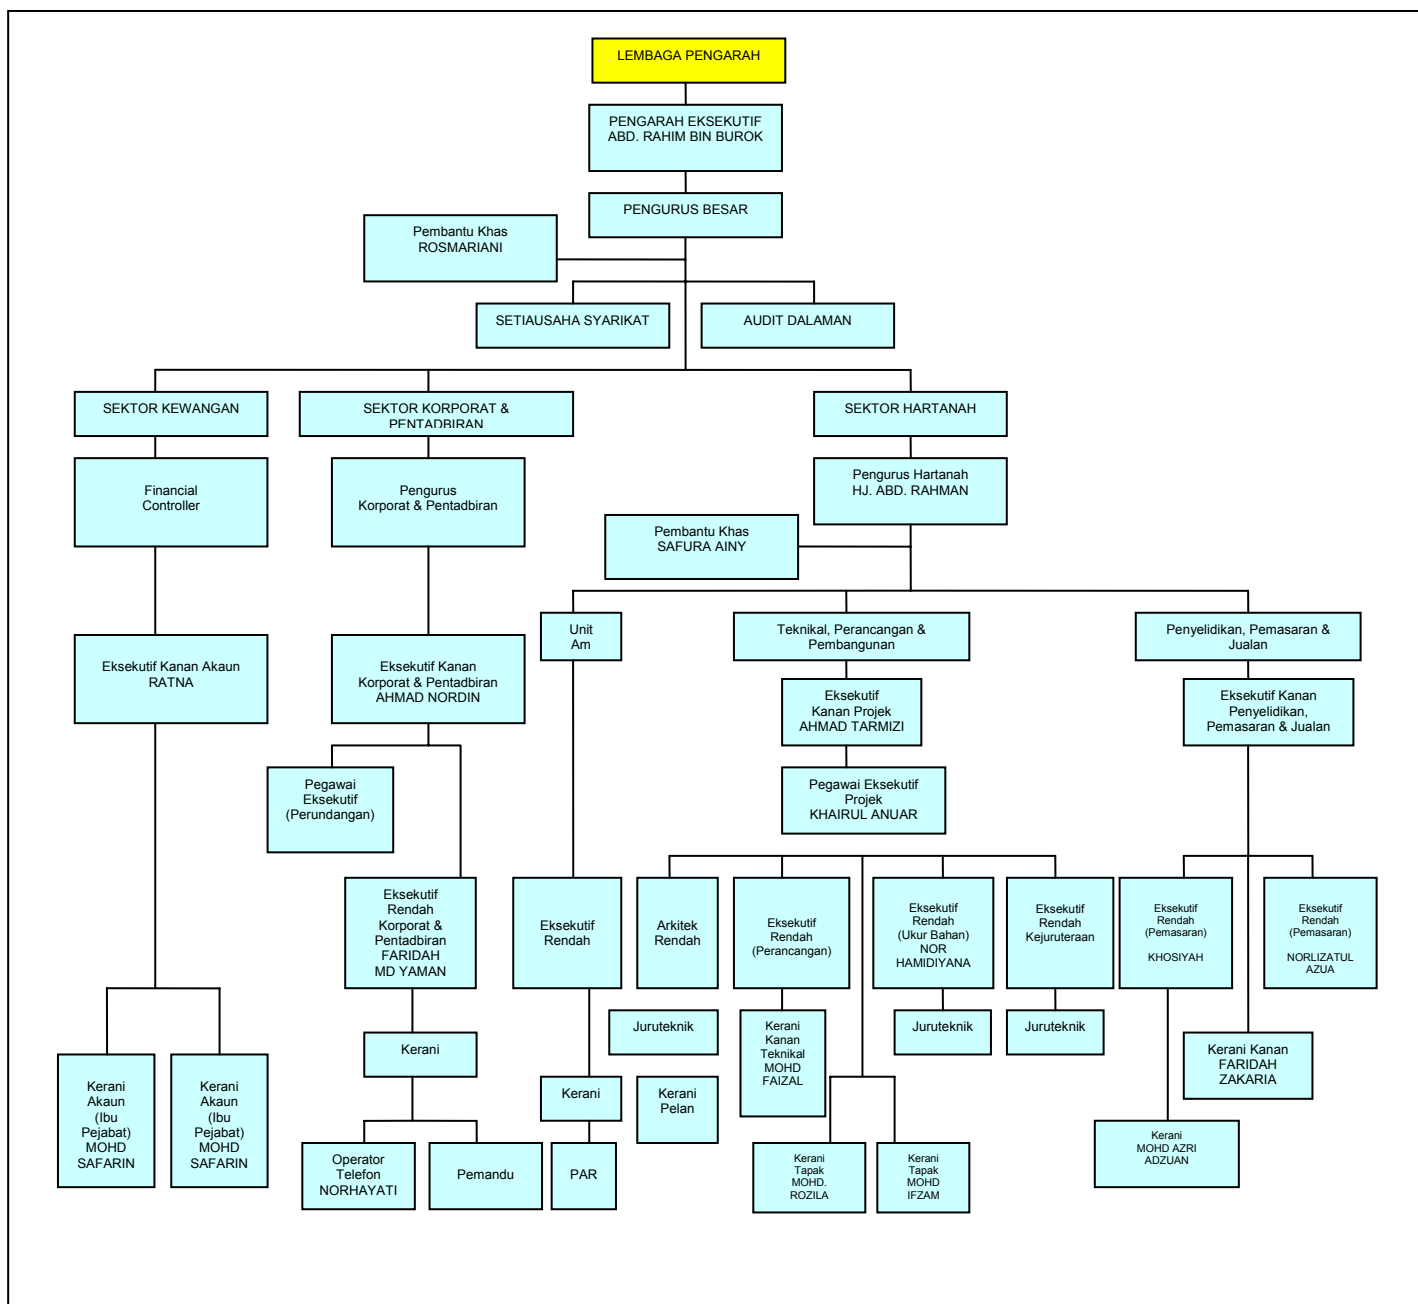 LEMBAGA PENGARAH
PENGARAH EKSEKUTIF
ABD. RAHIM BIN BUROK
PENGURUS BESAR
Pembantu Khas
ROSMARIANI
SETIAUSAHA SYARIKAT
AUDIT DALAMAN
SEKTOR KEWANGAN
SEKTOR KORPORAT &
PENTADBIRAN
SEKTOR HARTANAH
Financial
Controller
Pengurus
Korporat & Pentadbiran
Pengurus Hartanah
HJ. ABD. RAHMAN
Pembantu Khas
SAFURA AINY
Eksekutif Kanan Akaun
RATNA
Eksekutif Kanan
Korporat & Pentadbiran
AHMAD NORDIN
Unit
Am
Teknikal, Perancangan &
Pembangunan
Penyelidikan, Pemasaran &
Jualan
Eksekutif
Kanan Projek
AHMAD TARMIZI
Eksekutif Kanan
Penyelidikan,
Pemasaran & Jualan
Pegawai
Eksekutif
(Perundangan)
Pegawai Eksekutif
Projek
KHAIRUL ANUAR
Eksekutif
Rendah
Korporat &
Pentadbiran
FARIDAH
MD YAMAN
Eksekutif
Rendah
Arkitek
Rendah
Eksekutif
Rendah
(Perancangan)
Eksekutif
Rendah
(Ukur Bahan)
NOR
HAMIDIYANA
Eksekutif
Rendah
Kejuruteraan
Eksekutif
Rendah
(Pemasaran)
KHOSIYAH
Eksekutif
Rendah
(Pemasaran)
NORLIZATUL
AZUA
Kerani
Juruteknik
Kerani
Kanan
Teknikal
MOHD
FAIZAL
Juruteknik
Juruteknik
Kerani Kanan
FARIDAH
ZAKARIA
Kerani
Akaun
(Ibu
Pejabat)
MOHD
SAFARIN
Kerani
Akaun
(Ibu
Pejabat)
MOHD
SAFARIN
Kerani
Kerani
Pelan
Kerani
MOHD AZRI
ADZUAN
Operator
Telefon
NORHAYATI
Pemandu
PAR
Kerani
Tapak
MOHD.
ROZILA
Kerani
Tapak
MOHD
IFZAM